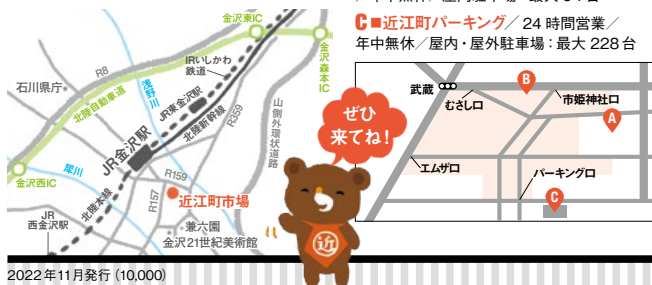 C ■近江町パーキング／24時間営業／
年中無休／屋内・屋外駐車場：最大228台
金沢東IC
金沢森本IC
IRいしかわ
鉄道
石川県庁
R8
浅野川
北陸自動車道
JR東金沢駅
北陸新幹線
R359
山側外環状道路
JR金沢駅
金沢西IC
犀川
R159
近江町市場
R157
北陸本線
JR
西金沢駅
兼六園
金沢21世紀美術館
ぜひ
来てね！
近
武蔵
むさし口
B
市姫神社口
A
エムザ口
パーキング口
C
2022年11月発行（10,000）